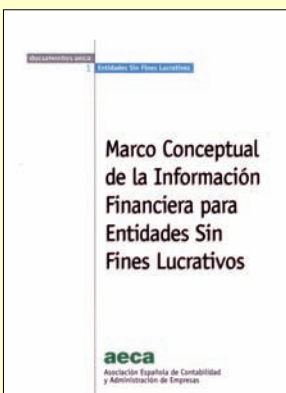 documentos aeca
1 Entidades Sin Fines Lucrativos
Marco Conceptual
de la Información
Financiera para
Entidades Sin
Fines Lucrativos
aeca
Asociación Española de Contabilidad
y Administración de Empresas